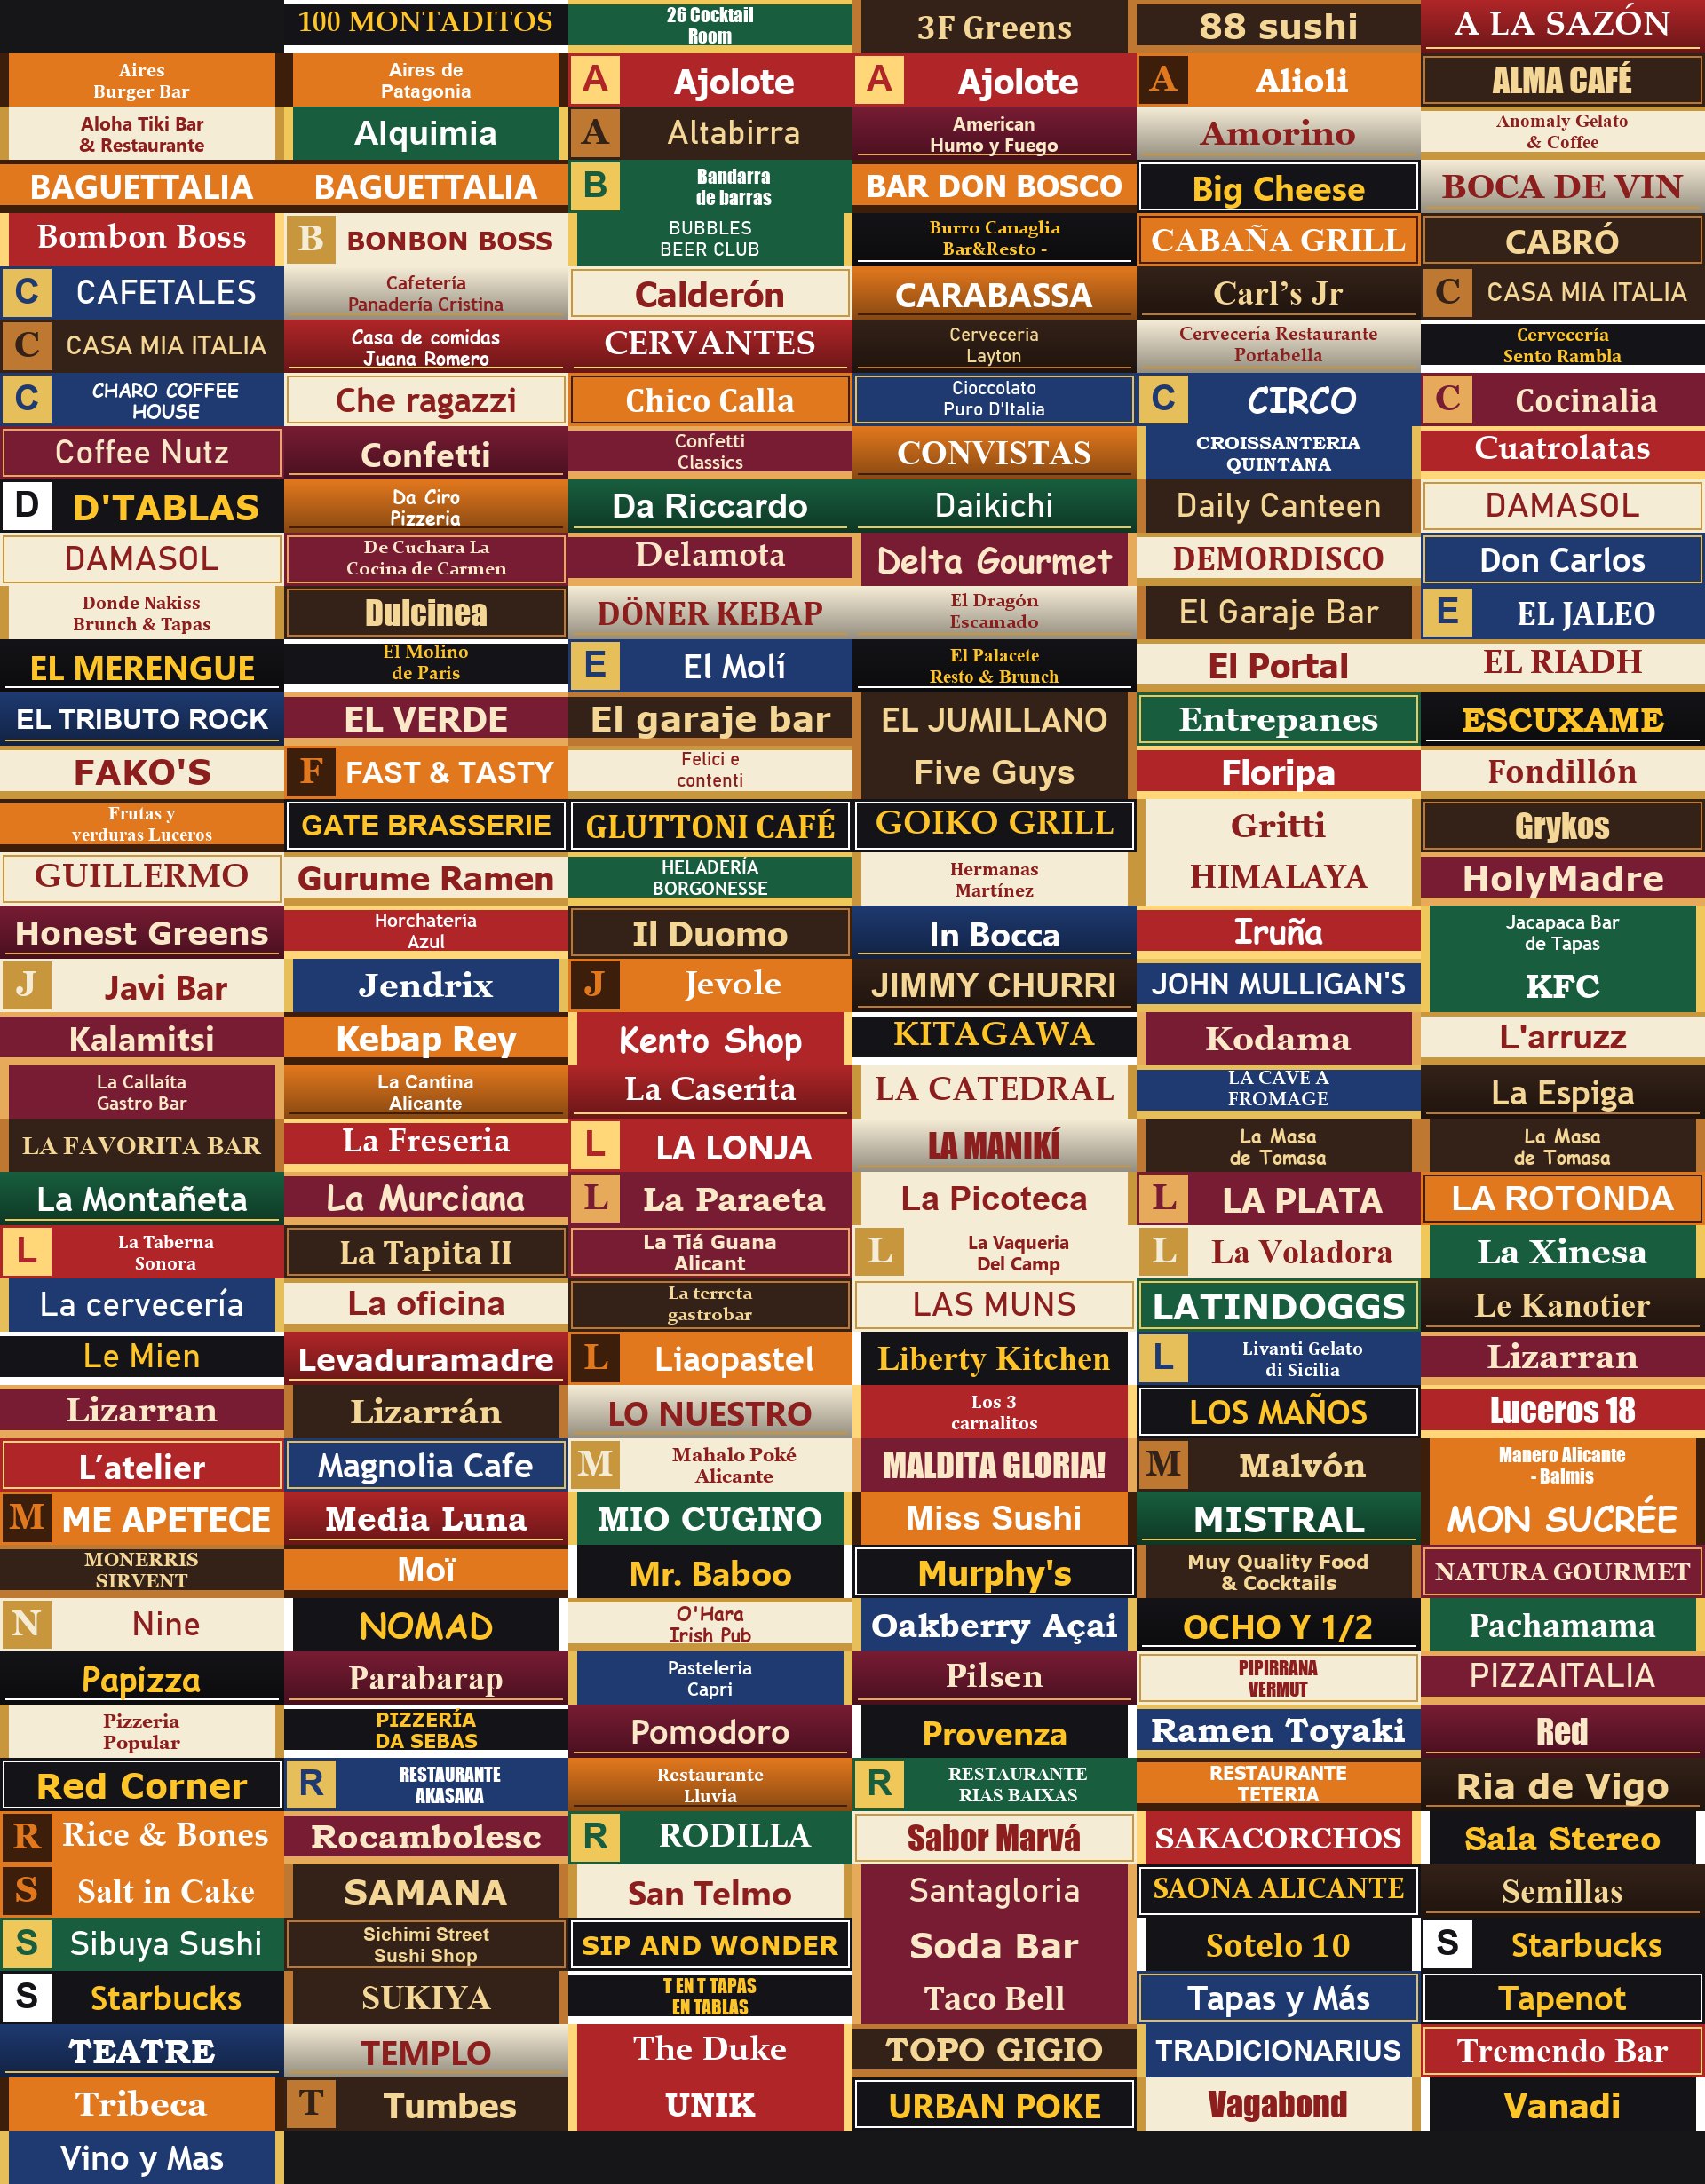 100 MONTADITOS
26 Cocktail
Room
3F Greens
88 sushi
A LA SAZÓN
Aires
Burger Bar
Aires de
Patagonia
A Ajolote
A Ajolote
A Alioli
ALMA CAFÉ
Aloha Tiki Bar
& Restaurante
Alquimia
A Altabirra
American
Humo y Fuego
Amorino
Anomaly Gelato
& Coffee
BAGUETTALIA
BAGUETTALIA
B Bandarra
de barras
BAR DON BOSCO
Big Cheese
BOCA DE VIN
Bombon Boss
B BONBON BOSS
BUBBLES
BEER CLUB
Burro Canaglia
Bar&Resto -
CABAÑA GRILL
CABRÓ
C CAFETALES
Cafetería
Panadería Cristina
Calderón
CARABASSA
Carl’s Jr
C CASA MIA ITALIA
C CASA MIA ITALIA
Casa de comidas
Juana Romero
CERVANTES
Cerveceria
Layton
Cervecería Restaurante
Portabella
Cervecería
Sento Rambla
C CHARO COFFEE
HOUSE
Che ragazzi
Chico Calla
Cioccolato
Puro D'Italia
C CIRCO
C Cocinalia
Coffee Nutz
Confetti
Confetti
Classics
CONVISTAS
CROISSANTERIA
QUINTANA
Cuatrolatas
D D'TABLAS
Da Ciro
Pizzeria
Da Riccardo
Daikichi
Daily Canteen
DAMASOL
DAMASOL
De Cuchara La
Cocina de Carmen
Delamota
Delta Gourmet
DEMORDISCO
Don Carlos
Donde Nakiss
Brunch & Tapas
Dulcinea
DÖNER KEBAP
El Dragón
Escamado
El Garaje Bar
E EL JALEO
EL MERENGUE
El Molino
de Paris
E El Molí
El Palacete
Resto & Brunch
El Portal
EL RIADH
EL TRIBUTO ROCK
EL VERDE
El garaje bar
EL JUMILLANO
Entrepanes
ESCUXAME
FAKO'S
F FAST & TASTY
Felici e
contenti
Five Guys
Floripa
Fondillón
Frutas y
verduras Luceros
GATE BRASSERIE
GLUTTONI CAFÉ
GOIKO GRILL
Gritti
Grykos
GUILLERMO
Gurume Ramen
HELADERÍA
BORGONESSE
Hermanas
Martínez
HIMALAYA
HolyMadre
Honest Greens
Horchatería
Azul
Il Duomo
In Bocca
Iruña
Jacapaca Bar
de Tapas
J Javi Bar
Jendrix
J Jevole
JIMMY CHURRI
JOHN MULLIGAN'S
KFC
Kalamitsi
Kebap Rey
Kento Shop
KITAGAWA
Kodama
L'arruzz
La Callaíta
Gastro Bar
La Cantina
Alicante
La Caserita
LA CATEDRAL
LA CAVE A
FROMAGE
La Espiga
LA FAVORITA BAR
La Freseria
L LA LONJA
LA MANIKÍ
La Masa
de Tomasa
La Masa
de Tomasa
La Montañeta
La Murciana
L La Paraeta
La Picoteca
L LA PLATA
LA ROTONDA
L La Taberna
Sonora
La Tapita II
La Tiá Guana
Alicant
L La Vaqueria
Del Camp
L La Voladora
La Xinesa
La cervecería
La oficina
La terreta
gastrobar
LAS MUNS
LATINDOGGS
Le Kanotier
Le Mien
Levaduramadre
L Liaopastel
Liberty Kitchen
L Livanti Gelato
di Sicilia
Lizarran
Lizarran
Lizarrán
LO NUESTRO
Los 3
carnalitos
LOS MAÑOS
Luceros 18
L’atelier
Magnolia Cafe
M Mahalo Poké
Alicante
MALDITA GLORIA!
M Malvón
Manero Alicante
- Balmis
M ME APETECE
Media Luna
MIO CUGINO
Miss Sushi
MISTRAL
MON SUCRÉE
MONERRIS
SIRVENT
Moï
Mr. Baboo
Murphy's
Muy Quality Food
& Cocktails
NATURA GOURMET
N Nine
NOMAD
O'Hara
Irish Pub
Oakberry Açai
OCHO Y 1/2
Pachamama
Papizza
Parabarap
Pasteleria
Capri
Pilsen
PIPIRRANA
VERMUT
PIZZAITALIA
Pizzeria
Popular
PIZZERÍA
DA SEBAS
Pomodoro
Provenza
Ramen Toyaki
Red
Red Corner
R RESTAURANTE
AKASAKA
Restaurante
Lluvia
R RESTAURANTE
RIAS BAIXAS
RESTAURANTE
TETERIA
Ria de Vigo
R Rice & Bones
Rocambolesc
R RODILLA
Sabor Marvá
SAKACORCHOS
Sala Stereo
S Salt in Cake
SAMANA
San Telmo
Santagloria
SAONA ALICANTE
Semillas
S Sibuya Sushi
Sichimi Street
Sushi Shop
SIP AND WONDER
Soda Bar
Sotelo 10
S Starbucks
S Starbucks
SUKIYA
T EN T TAPAS
EN TABLAS
Taco Bell
Tapas y Más
Tapenot
TEATRE
TEMPLO
The Duke
TOPO GIGIO
TRADICIONARIUS
Tremendo Bar
Tribeca
T Tumbes
UNIK
URBAN POKE
Vagabond
Vanadi
Vino y Mas